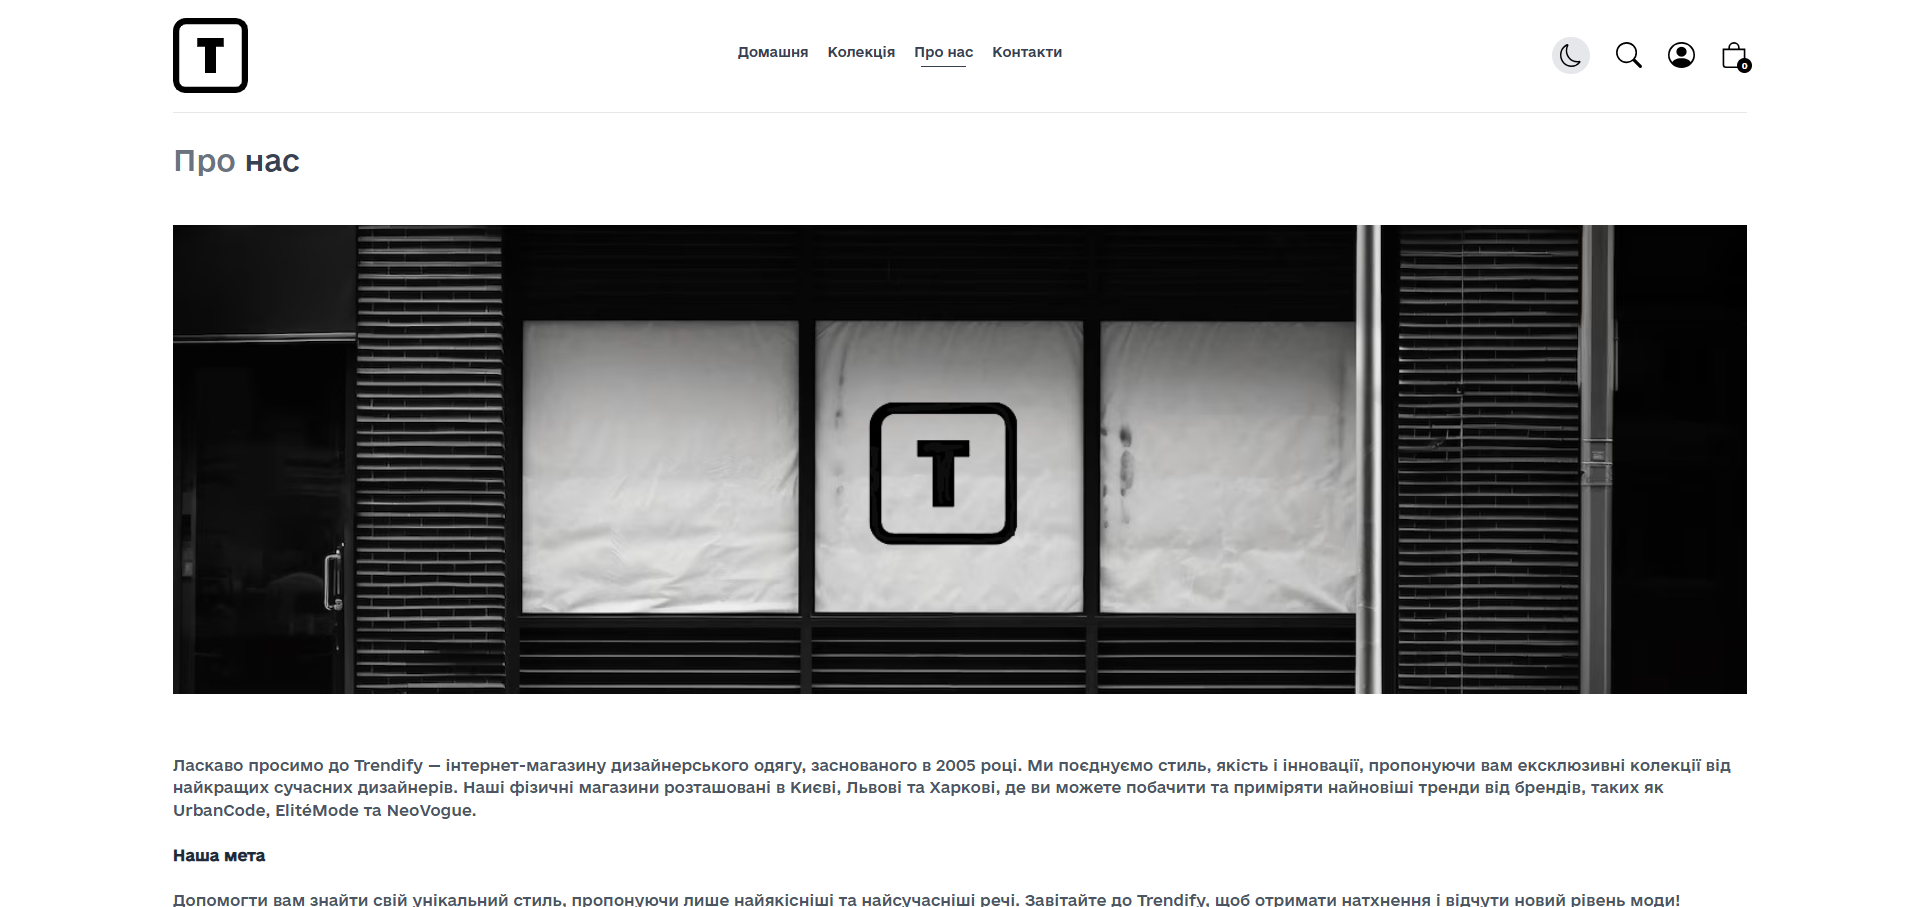 T
Домашня Колекція Про нас Контакти
0
Про нас
T
Ласкаво просимо до Trendify — інтернет-магазину дизайнерського одягу, заснованого в 2005 році. Ми поєднуємо стиль, якість і інновації, пропонуючи вам ексклюзивні колекції від
найкращих сучасних дизайнерів. Наші фізичні магазини розташовані в Києві, Львові та Харкові, де ви можете побачити та приміряти найновіші тренди від брендів, таких як
UrbanCode, ElitéMode та NeoVogue.
Наша мета
Допомогти вам знайти свій унікальний стиль, пропонуючи лише найякісніші та найсучасніші речі. Завітайте до Trendify, щоб отримати натхнення і відчути новий рівень моди!